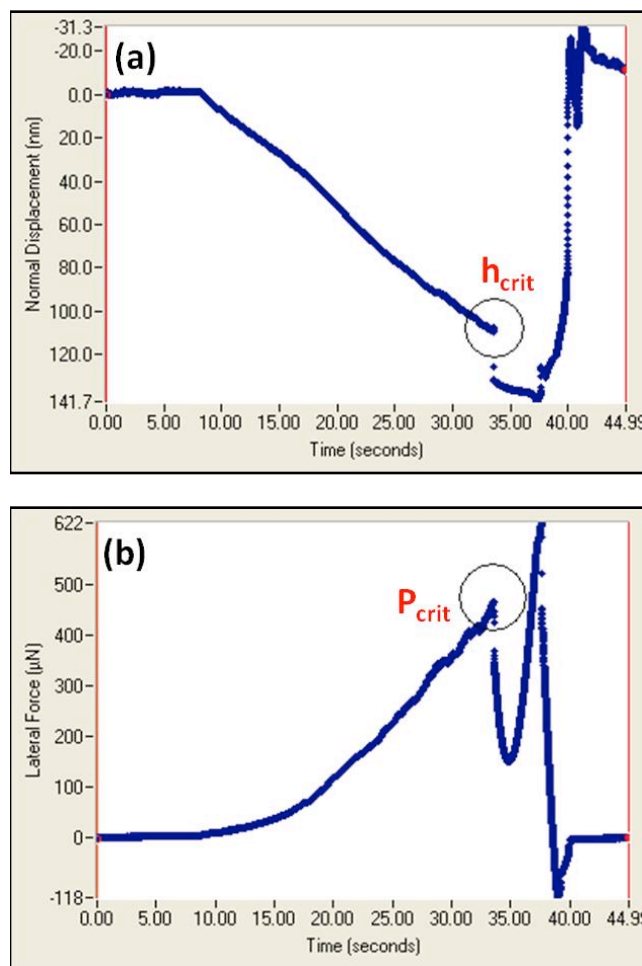 (a)
-31.3
-20.0
0.0
20.0
40.0
60.0
80.0
100.0
120.0
141.7
Normal Displacement (nm)
hcrit
0.00 5.00 10.00 15.00 20.00 25.00 30.00 35.00 40.00 44.99
Time (seconds)
(b)
622
500
400
300
200
100
0
-118
Lateral Force (µN)
Pcrit
0.00 5.00 10.00 15.00 20.00 25.00 30.00 35.00 40.00 44.99
Time (seconds)